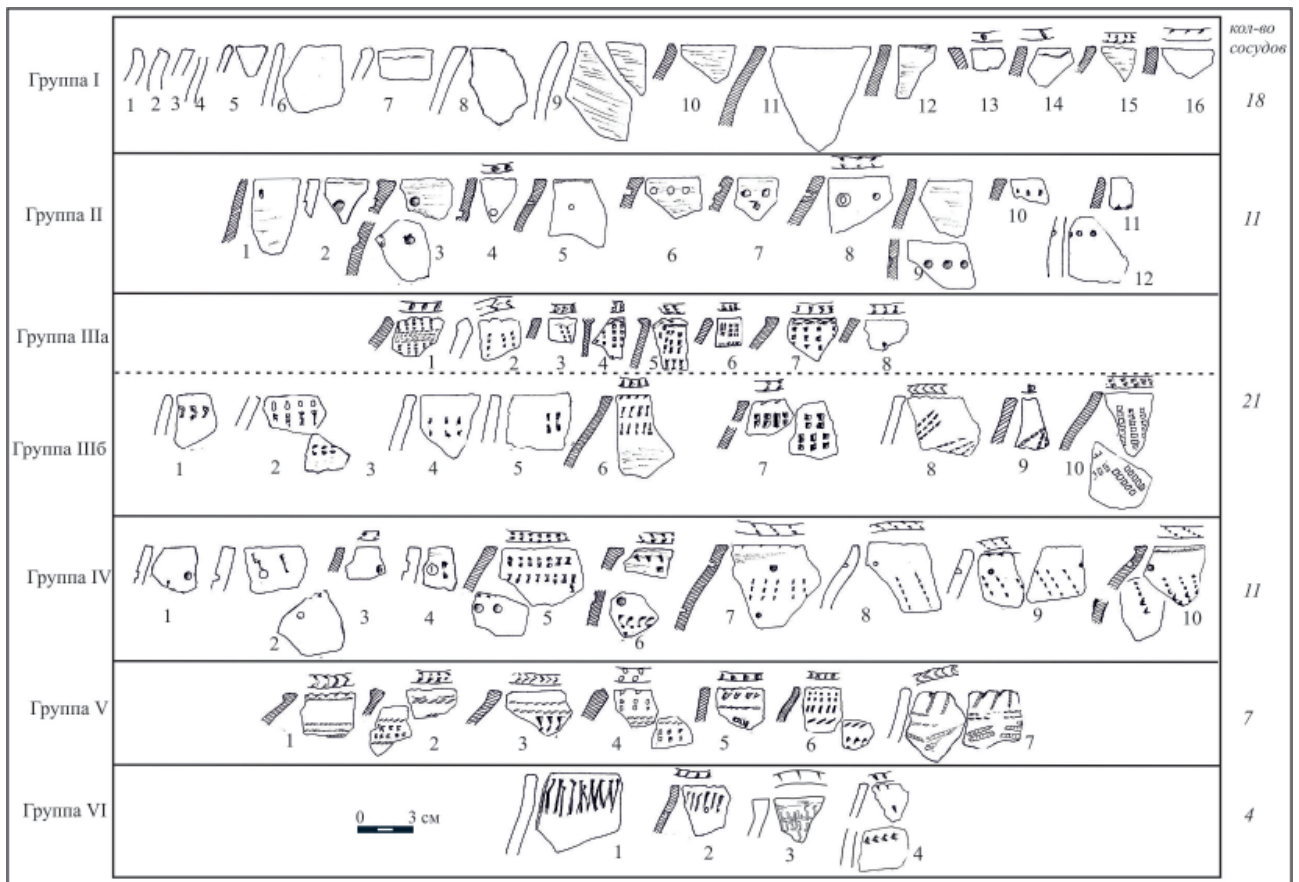 кол-во
сосудов
Группа I
1 2 3 4 5 6 7 8 9 10 11 12 13 14 15 16
18
Группа II
1 2 3 4 5 6 7 8 9 10 11 12
11
Группа IIIа
1 2 3 4 5 6 7 8
21
Группа IIIб
1 2 3 4 5 6 7 8 9 10
Группа IV
1 2 3 4 5 6 7 8 9 10
11
Группа V
1 2 3 4 5 6 7
7
Группа VI
0 3 см
1 2 3 4
4